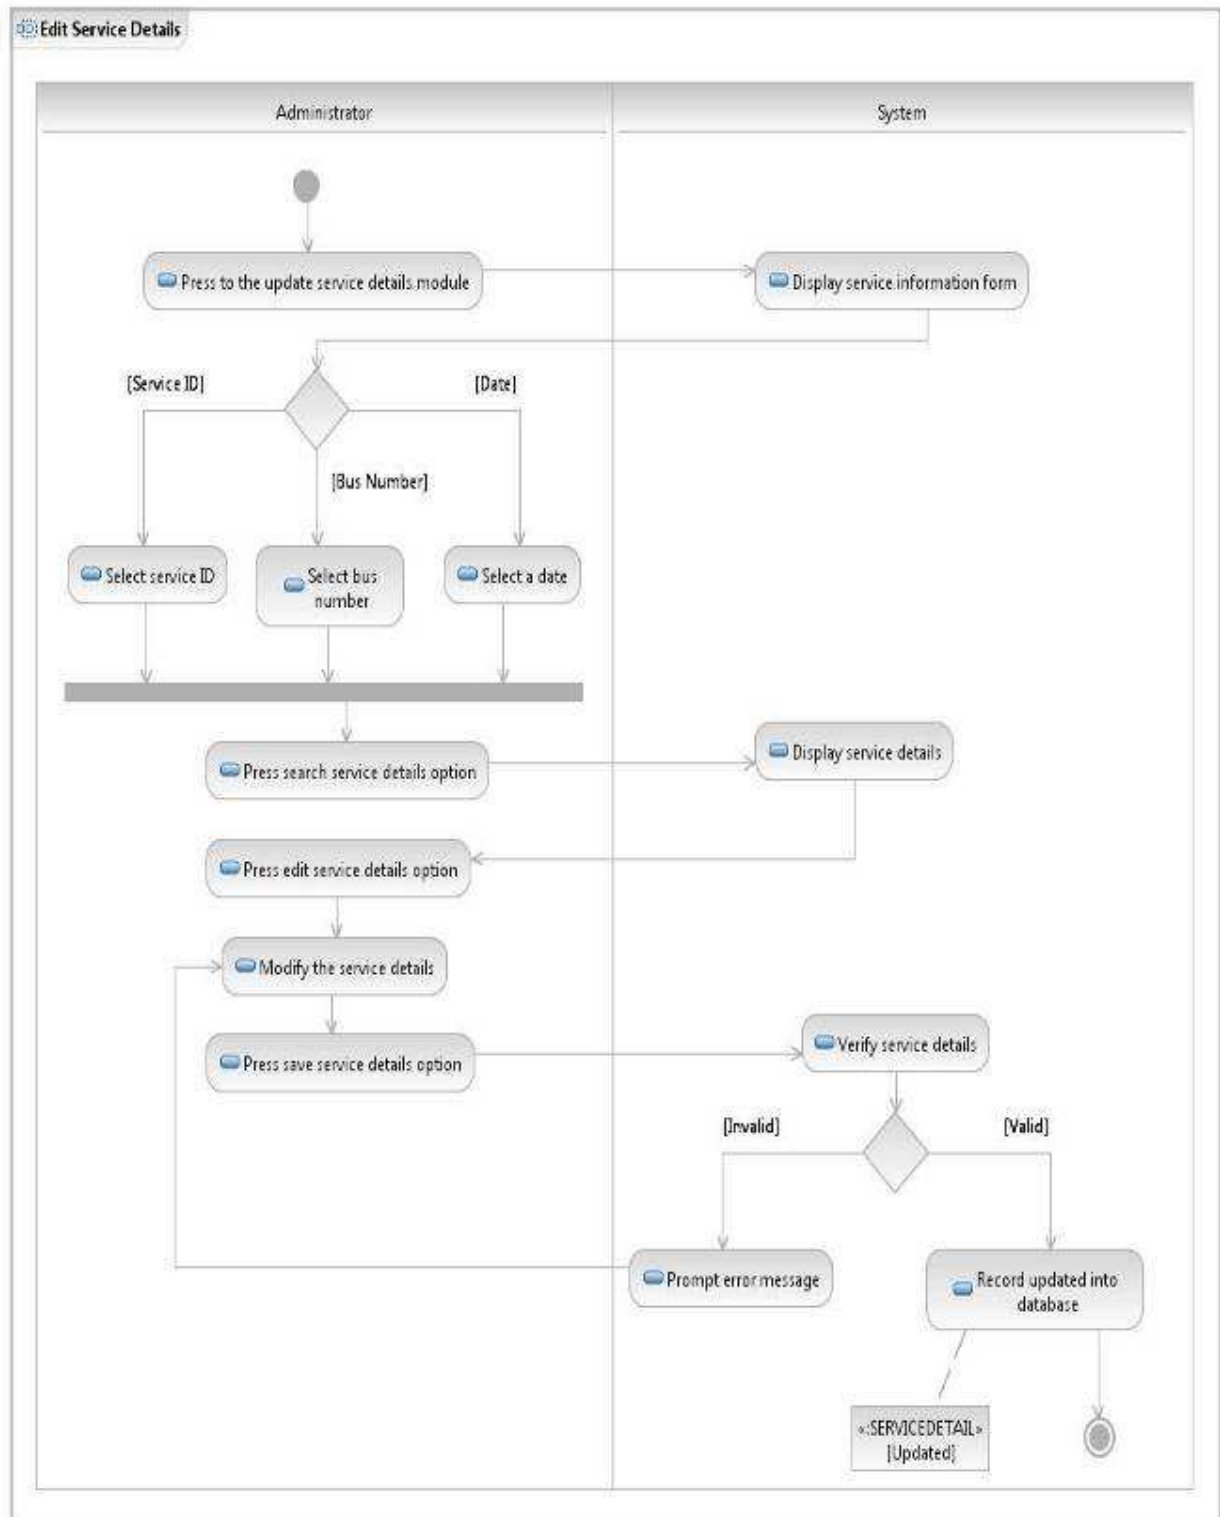 Edit Service Details
Administrator
System
Press to the update service details module
Display service information form
[Service ID]
[Date]
[Bus Number]
Select service ID
Select bus
number
Select a date
Press search service details option
Display service details
Press edit service details option
Modify the service details
Press save service details option
Verify service details
[Invalid]
[Valid]
Prompt error message
Record updated into
database
«:SERVICEDETAIL»
[Updated]